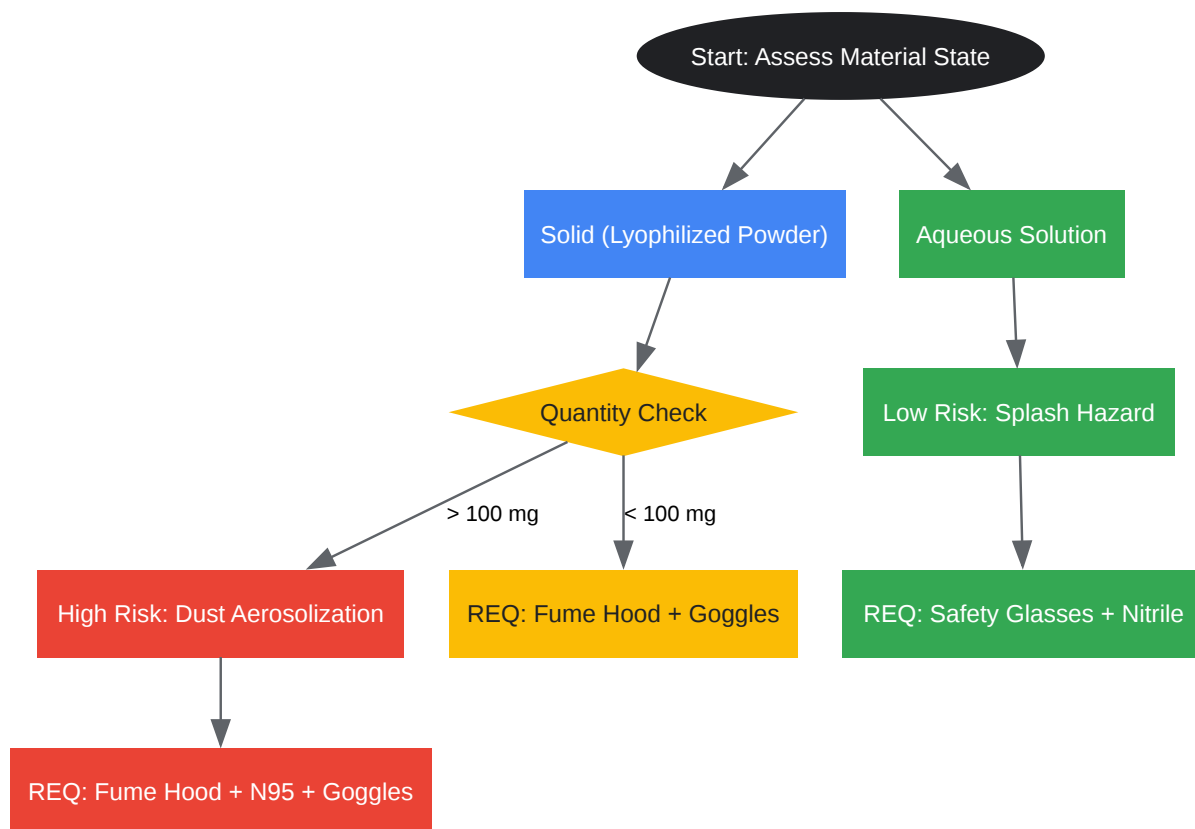 Start: Assess Material State
Solid (Lyophilized Powder)
Aqueous Solution
Quantity Check
Low Risk: Splash Hazard
> 100 mg
< 100 mg
High Risk: Dust Aerosolization
REQ: Fume Hood + Goggles
REQ: Safety Glasses + Nitrile
REQ: Fume Hood + N95 + Goggles